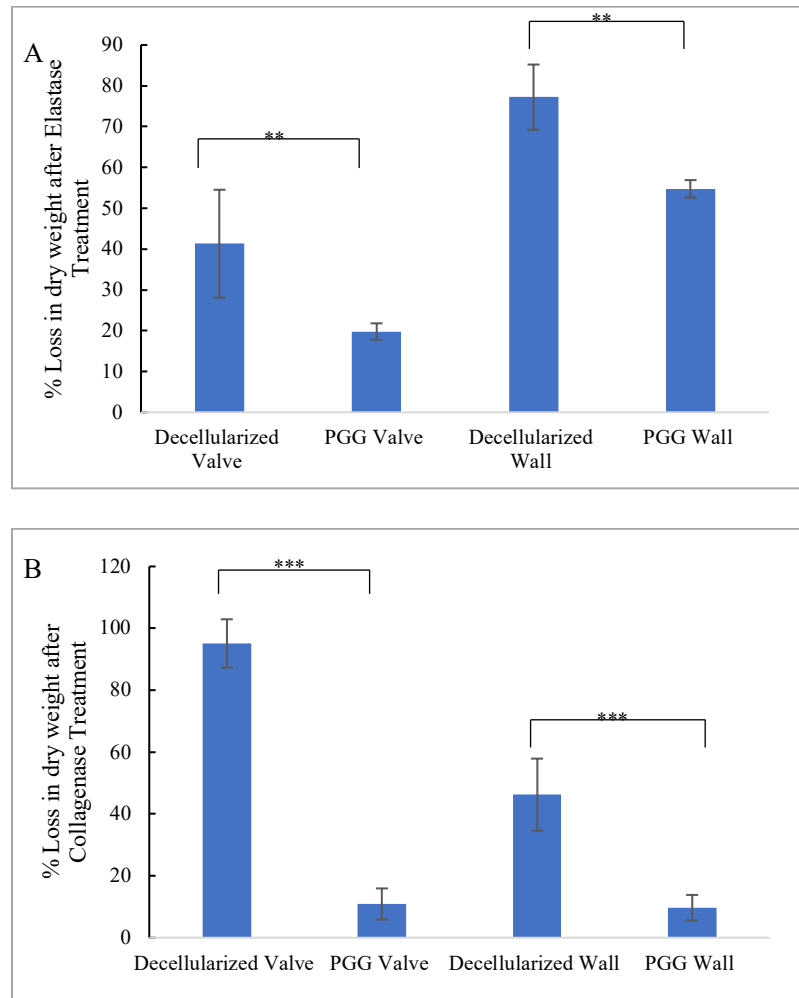 A
% Loss in dry weight after Elastase
Treatment
90
80
70
60
50
40
30
20
10
0
**
**
Decellularized
Valve
PGG Valve
Decellularized
Wall
PGG Wall
B
% Loss in dry weight after
Collagenase Treatment
120
100
80
60
40
20
0
***
***
Decellularized Valve
PGG Valve
Decellularized Wall
PGG Wall